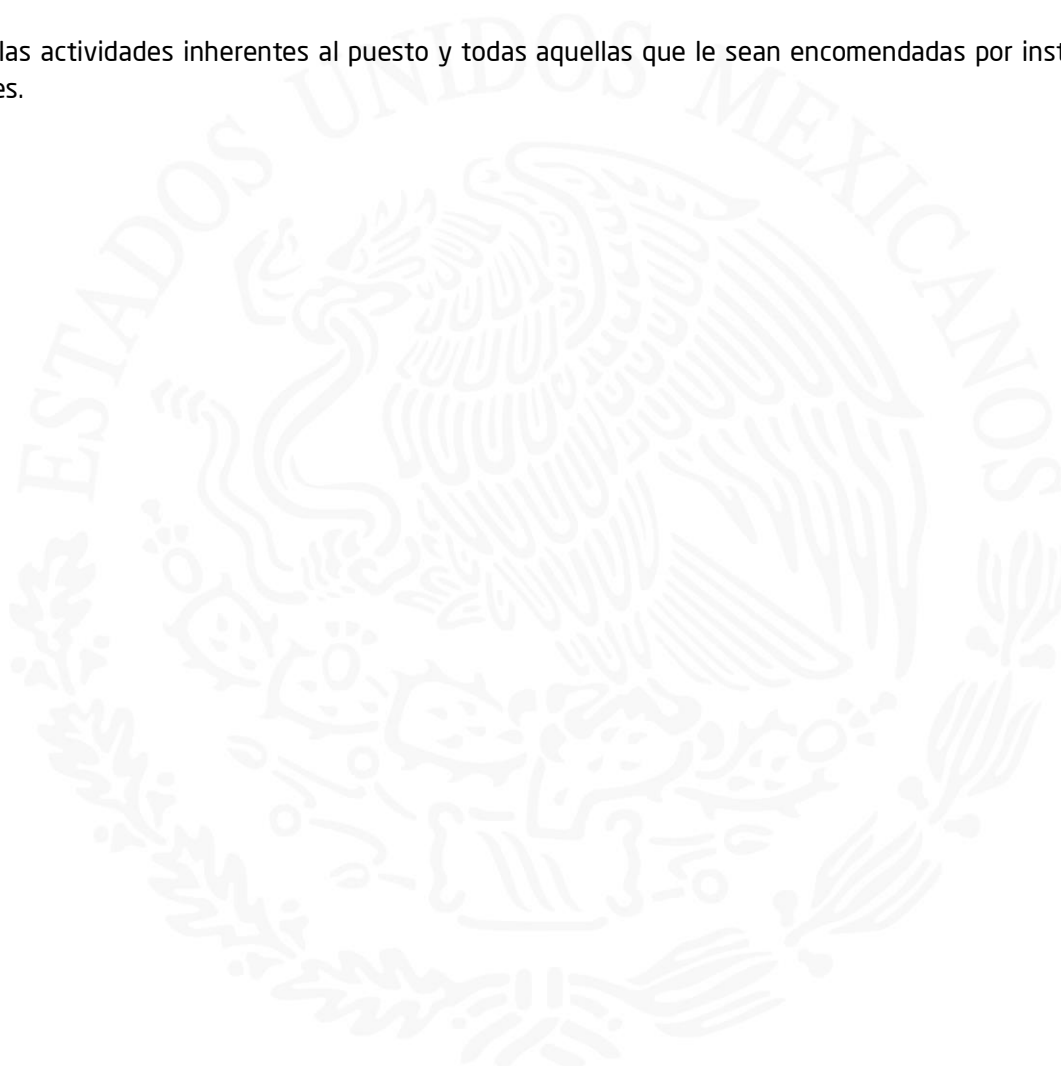 las actividades inherentes al puesto y todas aquellas que le sean encomendadas por inst
es.
ESTADOS UNIDOS MEXICANOS